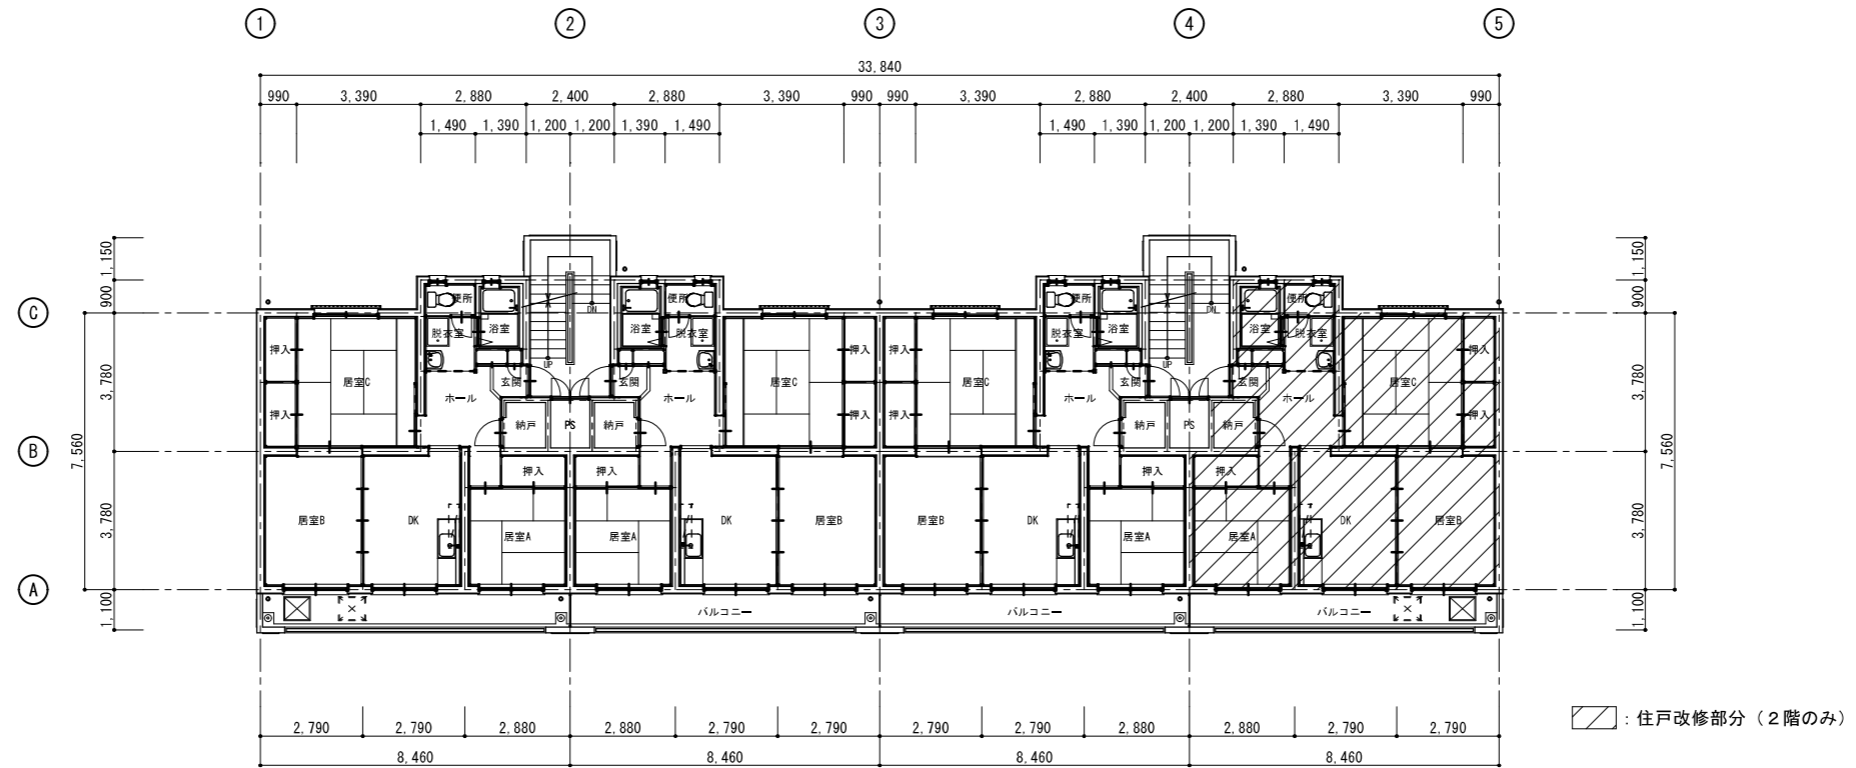 1 2 3 4 5
33,840
990 3,390 2,880 2,400 2,880 3,390 990 990 3,390 2,880 2,400 2,880 3,390 990
1,490 1,390 1,200 1,200 1,390 1,490 1,490 1,390 1,200 1,200 1,390 1,490
1,150 1,150
900 900
便所 便所 便所 便所
DN DN
C
浴室 浴室 浴室 浴室
脱衣室 脱衣室 脱衣室 脱衣室
押入 押入 押入 押入 押入
UP UP
3,780 居室C 玄関 玄関 居室C 居室C 玄関 玄関 居室C 3,780
ホール ホール ホール ホール
押入 押入 押入 押入 押入
納戸 PS 納戸 納戸 PS 納戸
B
7,560 7,560
押入 押入 押入 押入
3,780 居室B DK DK 居室B 居室B DK DK 居室B 3,780
居室A 居室A 居室A 居室A
A
1,100 バルコニー バルコニー バルコニー 1,100
2,790 2,790 2,880 2,880 2,790 2,790 2,790 2,790 2,880 2,880 2,790 2,790
8,460 8,460 8,460 8,460
：住戸改修部分（２階のみ）